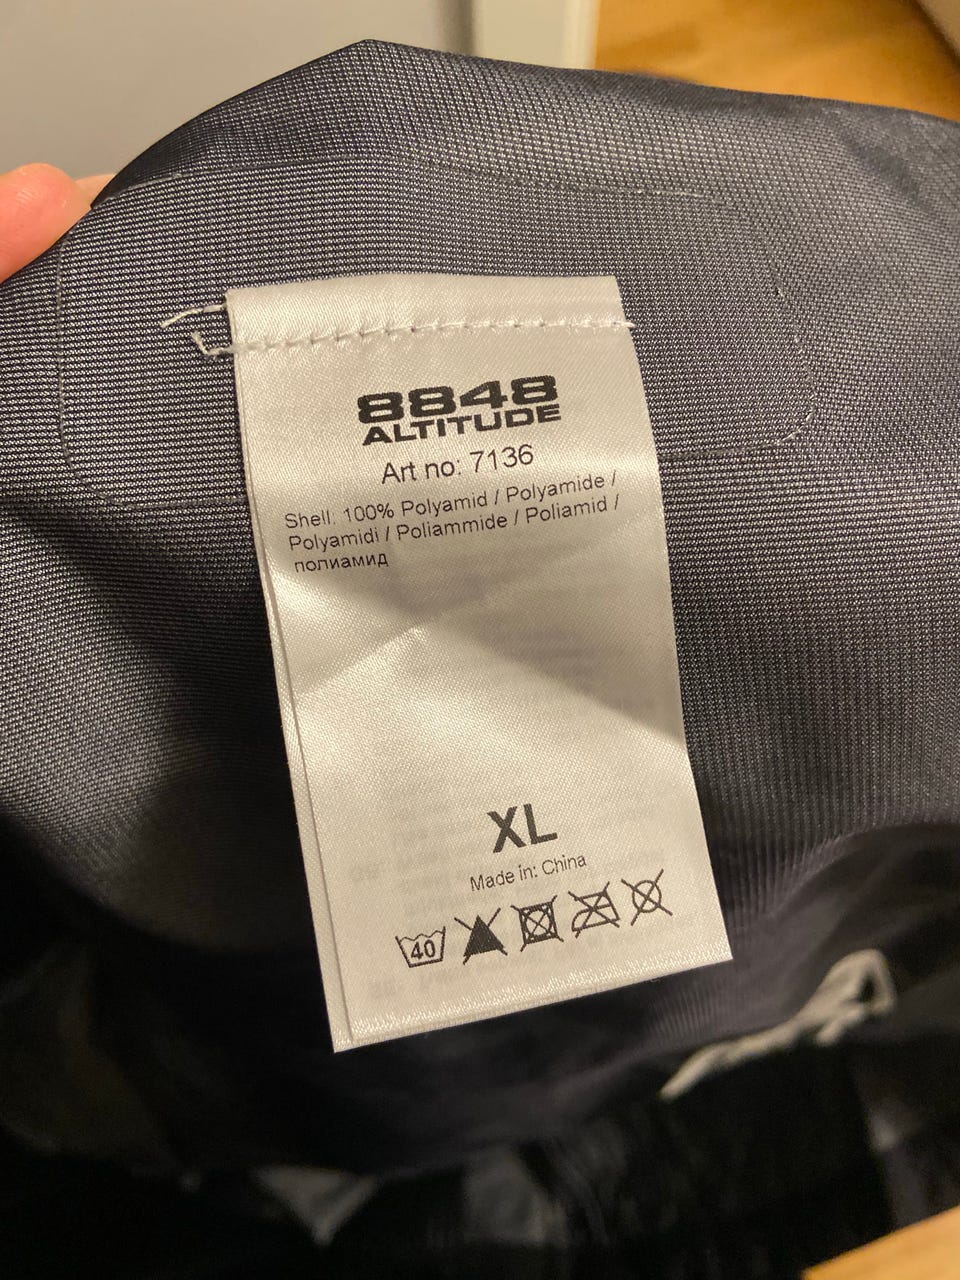 8848
ALTITUDE
Art no: 7136
Shell: 100% Polyamid / Polyamide /
Polyamidi / Poliammide / Poliamid /
полиамид
XL
Made in: China
40